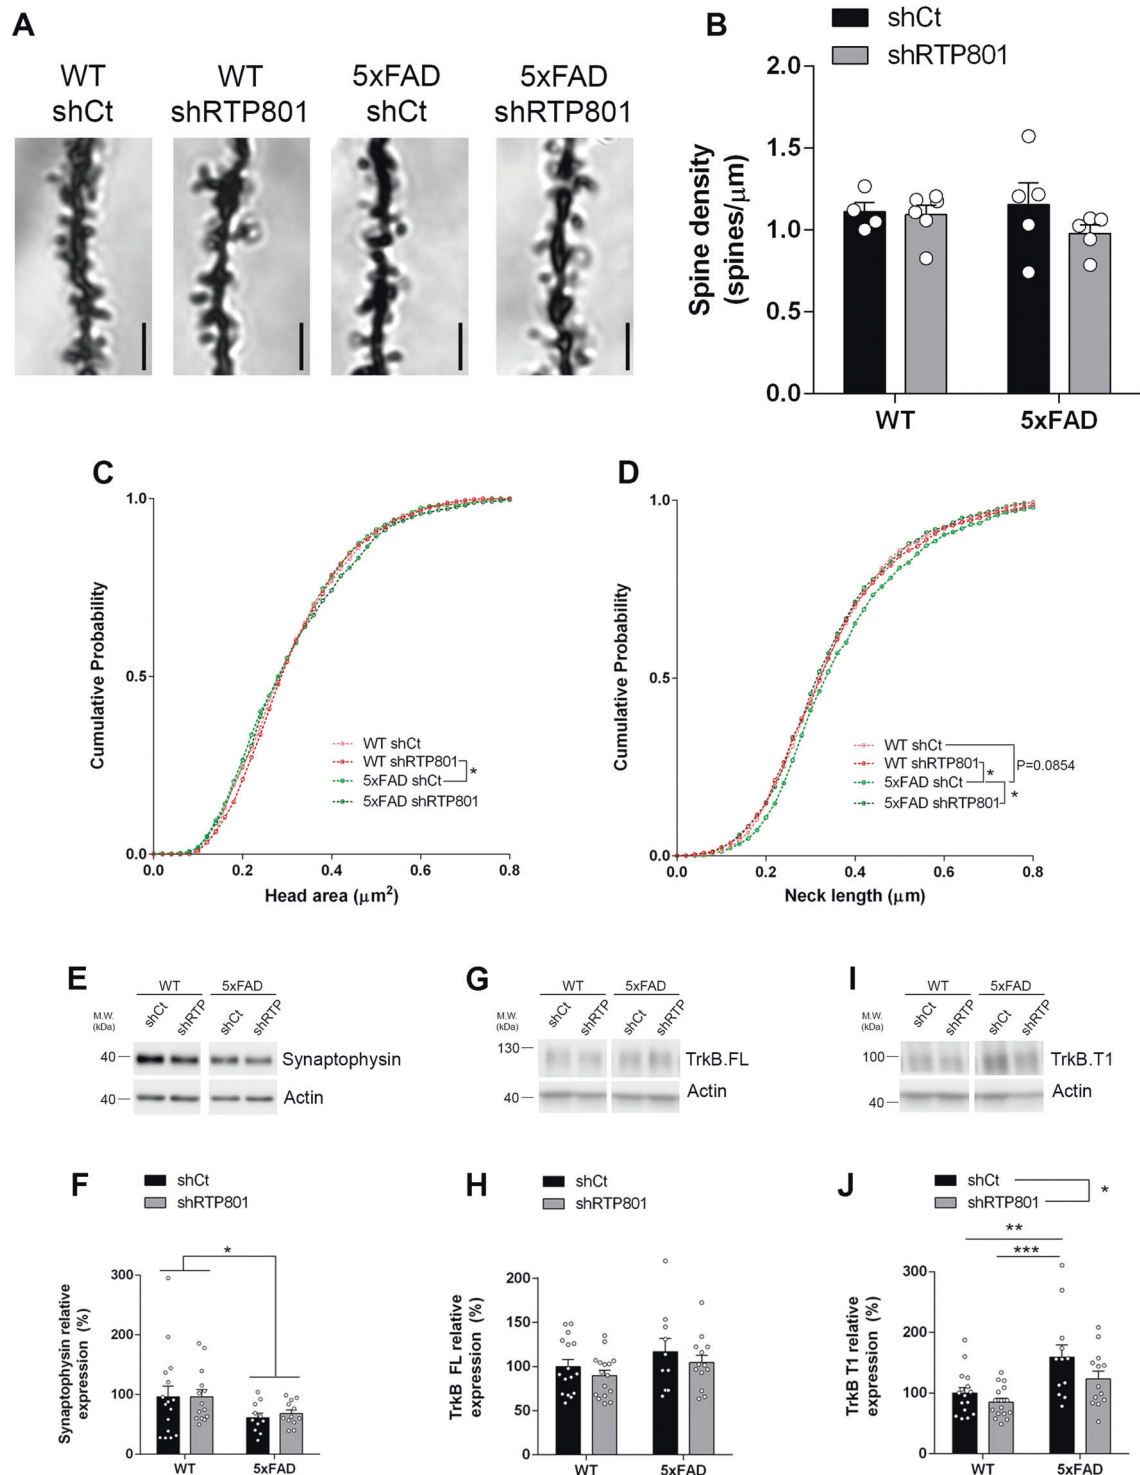 A
WT
shCt
WT
shRTP801
5xFAD
shCt
5xFAD
shRTP801
B
shCt
shRTP801
Spine density
(spines/μm)
2.0
1.5
1.0
0.5
0.0
WT
5xFAD
C
Cumulative Probability
1.0
0.5
0.0
0.0
0.2
0.4
0.6
0.8
Head area (μm²)
WT shCt
WT shRTP801
5xFAD shCt
5xFAD shRTP801
*
D
Cumulative Probability
1.0
0.5
0.0
0.0
0.2
0.4
0.6
0.8
Neck length (μm)
WT shCt
WT shRTP801
5xFAD shCt
5xFAD shRTP801
*
*
P=0.0854
E
WT
5xFAD
M.W.
(kDa)
shCt
shRTP
shCt
shRTP
40
Synaptophysin
40
Actin
G
WT
5xFAD
M.W.
(kDa)
shCt
shRTP
shCt
shRTP
130
TrkB.FL
40
Actin
I
WT
5xFAD
M.W.
(kDa)
shCt
shRTP
shCt
shRTP
100
TrkB.T1
40
Actin
F
shCt
shRTP801
*
Synaptophysin relative
expression (%)
300
200
100
0
WT
5xFAD
H
shCt
shRTP801
TrkB FL relative
expression (%)
200
150
100
50
0
WT
5xFAD
J
shCt
shRTP801
*
**
***
TrkB T1 relative
expression (%)
300
200
100
0
WT
5xFAD